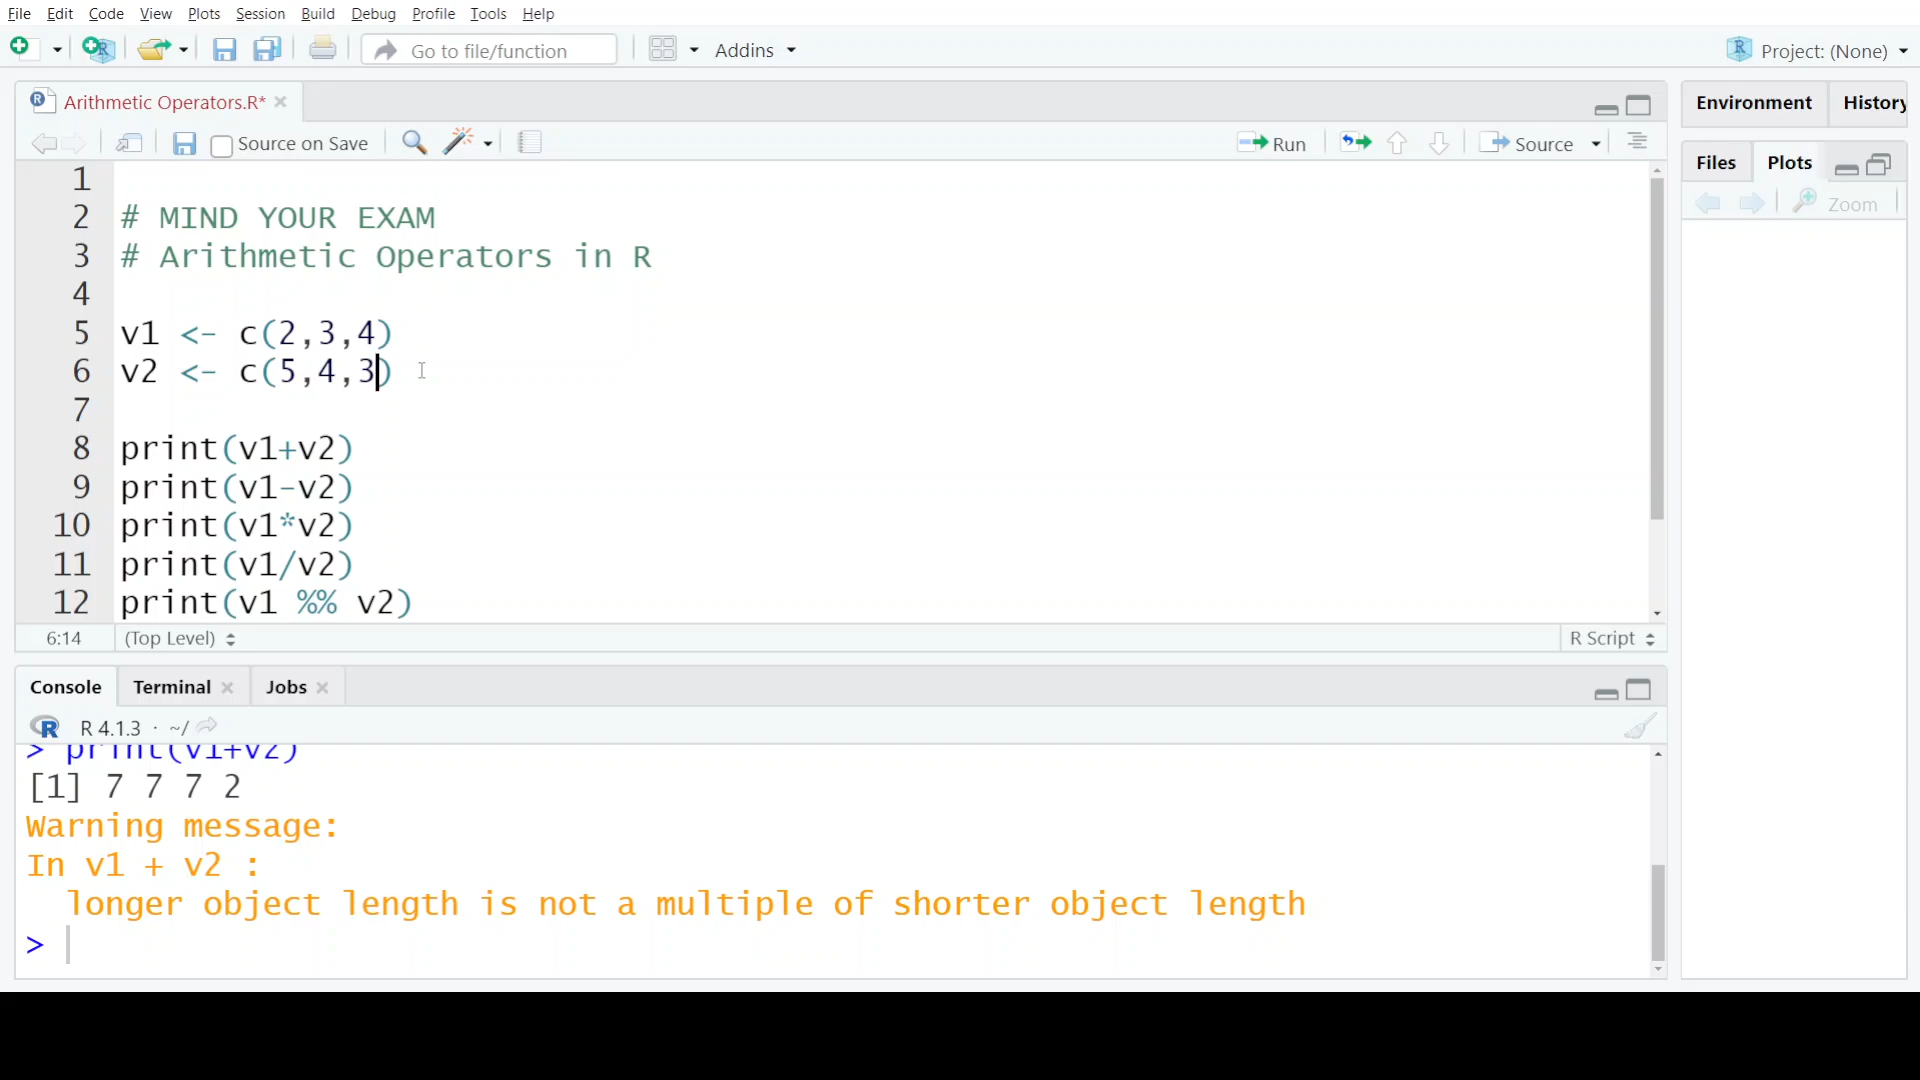 File Edit Code View Plots Session Build Debug Profile Tools Help
Go to file/function Addins Project: (None)
Arithmetic Operators.R* Environment History
Source on Save Run Source Files Plots
Zoom
1
2 # MIND YOUR EXAM
3 # Arithmetic Operators in R
4
5 v1 <- c(2,3,4)
6 v2 <- c(5,4,3)
7
8 print(v1+v2)
9 print(v1-v2)
10 print(v1*v2)
11 print(v1/v2)
12 print(v1 %% v2)
6:14 (Top Level) R Script
Console Terminal Jobs
R 4.1.3 · ~/
> print(v1+v2)
[1] 7 7 7 2
Warning message:
In v1 + v2 :
longer object length is not a multiple of shorter object length
>